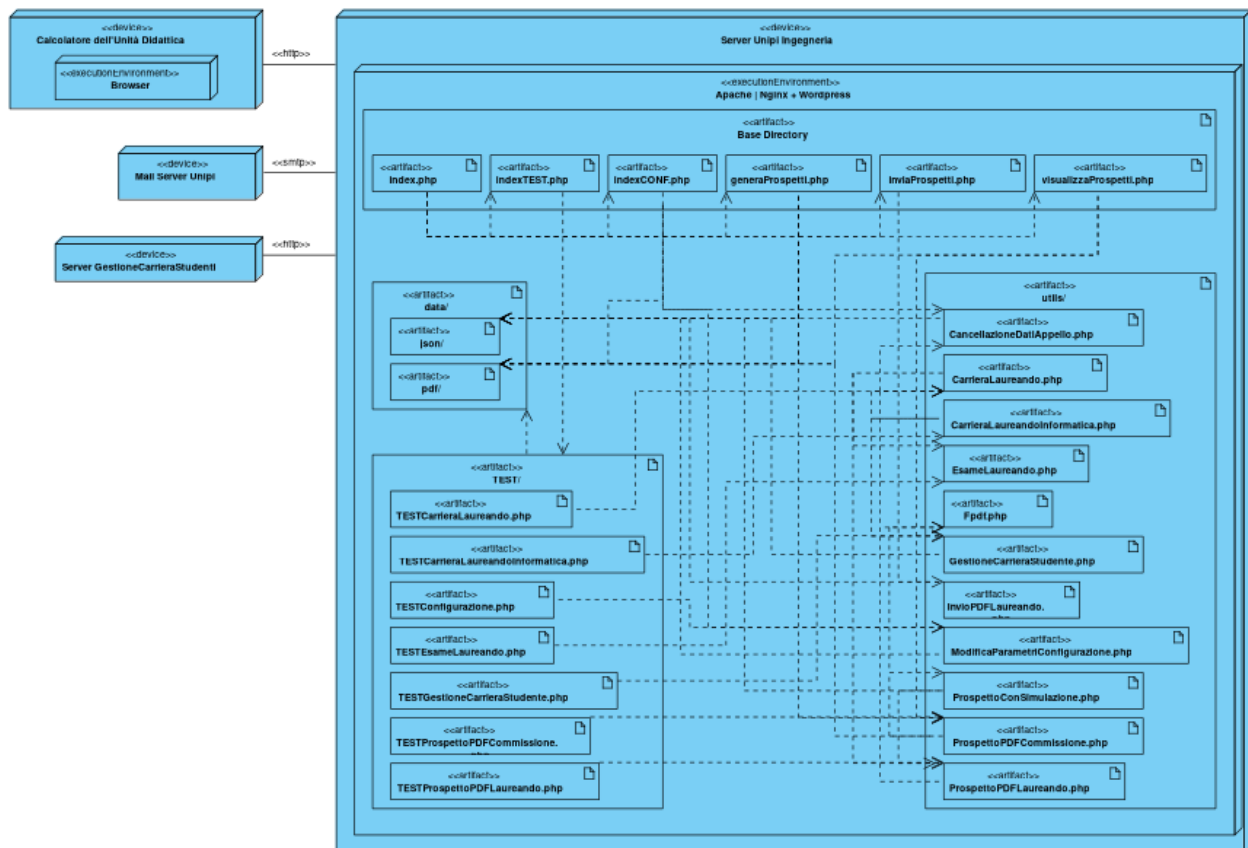 <<device>>
Calcolatore dell'Unità Didattica
<<executionEnvironment>>
Browser
<<http>>
<<device>>
Mail Server Unipi
<<smtp>>
<<device>>
Server GestioneCarrieraStudenti
<<http>>
<<device>>
Server Unipi Ingegneria
<<executionEnvironment>>
Apache | Nginx + Wordpress
<<artifact>>
Base Directory
<<artifact>>
index.php
<<artifact>>
indexTEST.php
<<artifact>>
indexCONF.php
<<artifact>>
generaProspetti.php
<<artifact>>
inviaProspetti.php
<<artifact>>
visualizzaProspetti.php
<<artifact>>
data/
<<artifact>>
json/
<<artifact>>
pdf/
<<artifact>>
TEST/
<<artifact>>
TESTCarrieraLaureando.php
<<artifact>>
TESTCarrieraLaureandoInformatica.php
<<artifact>>
TESTConfigurazione.php
<<artifact>>
TESTEsameLaureando.php
<<artifact>>
TESTGestioneCarrieraStudente.php
<<artifact>>
TESTProspettoPDFCommissione.
<<artifact>>
TESTProspettoPDFLaureando.php
<<artifact>>
utils/
<<artifact>>
CancellazioneDatiAppello.php
<<artifact>>
CarrieraLaureando.php
<<artifact>>
CarrieraLaureandoInformatica.php
<<artifact>>
EsameLaureando.php
<<artifact>>
Fpdf.php
<<artifact>>
GestioneCarrieraStudente.php
<<artifact>>
InvioPDFLaureando.
<<artifact>>
ModificaParametriConfigurazione.php
<<artifact>>
ProspettoConSimulazione.php
<<artifact>>
ProspettoPDFCommissione.php
<<artifact>>
ProspettoPDFLaureando.php